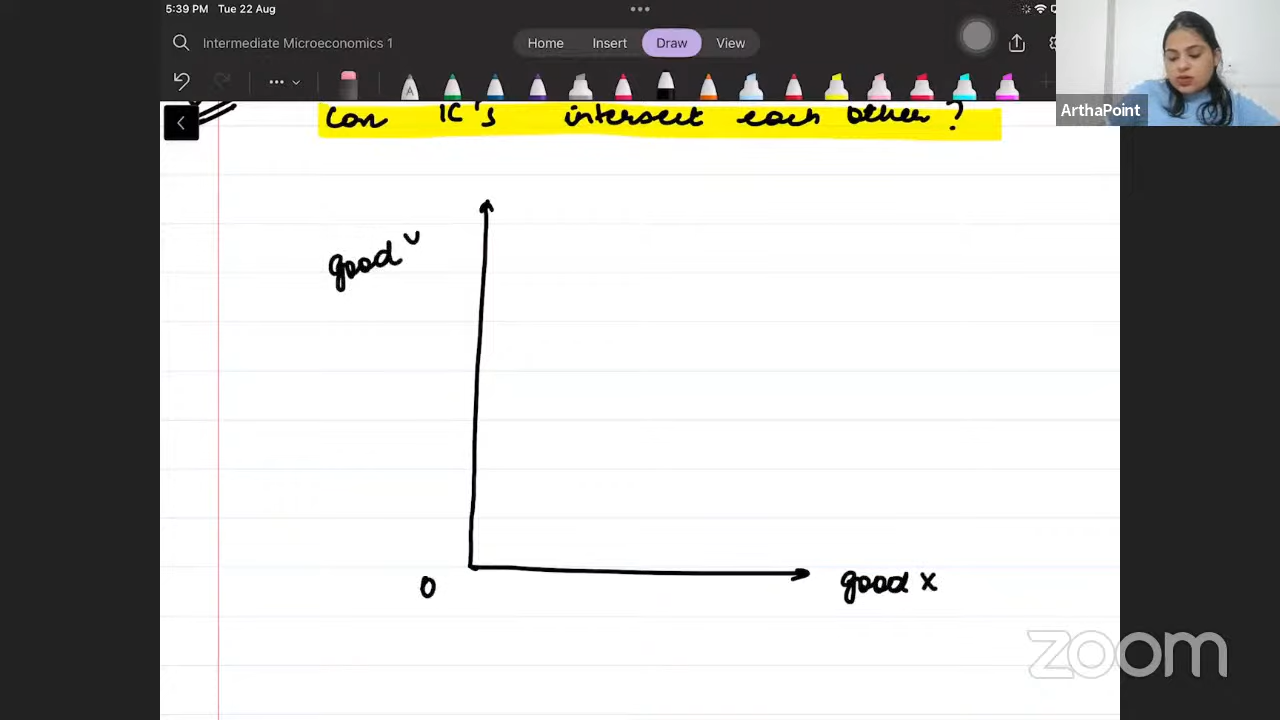 5:39 PM Tue 22 Aug
Intermediate Microeconomics 1
Home Insert Draw View
A
ArthaPoint
Can IC's intersect each other?
good
0
good x
zoom